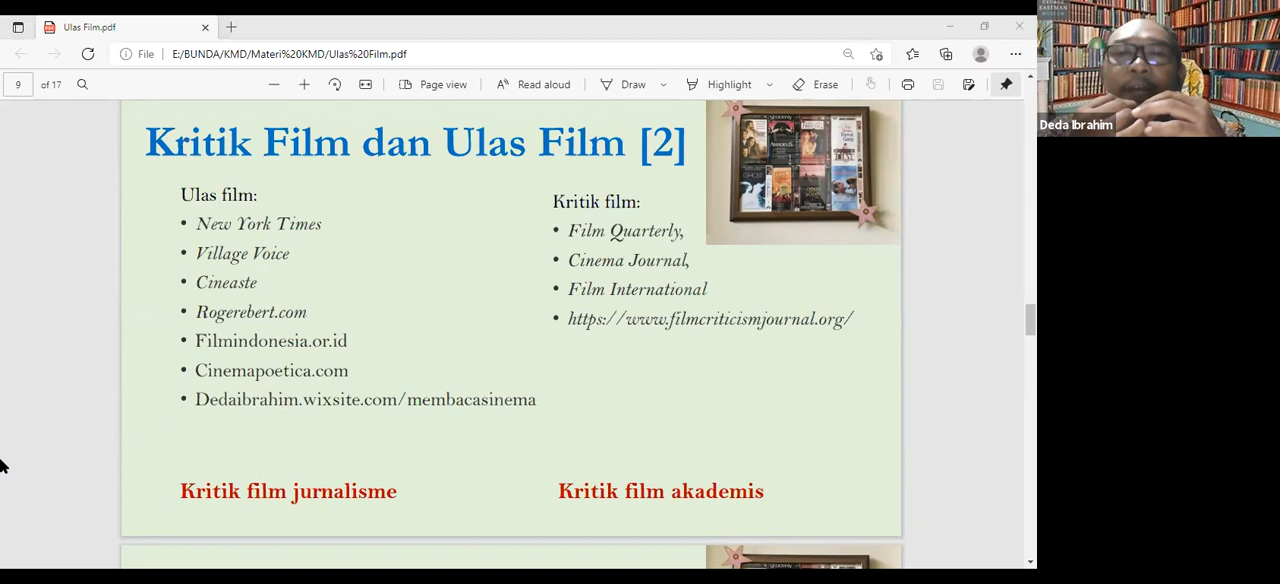 Ulas Film.pdf
File
E:/BUNDA/KMD/Materi%20KMD/Ulas%20Film.pdf
9 of 17
Page view
Read aloud
Draw
Highlight
Erase
GEORGE
EASTMAN
MUSEUM
Deda Ibrahim
Kritik Film dan Ulas Film [2]
Ulas film:
• New York Times
• Village Voice
• Cineaste
• Rogerebert.com
• Filmindonesia.or.id
• Cinemapoetica.com
• Dedaibrahim.wixsite.com/membacasinema
Kritik film jurnalisme
Kritik film:
• Film Quarterly,
• Cinema Journal,
• Film International
• https://www.filmcriticismjournal.org/
Kritik film akademis